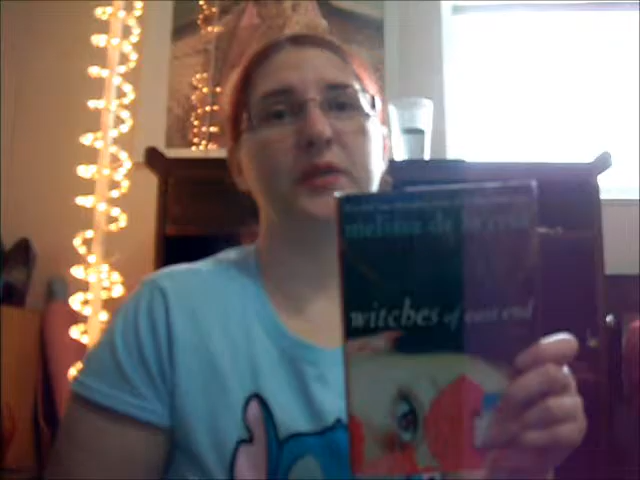 melissa de la cruz
witches of east end